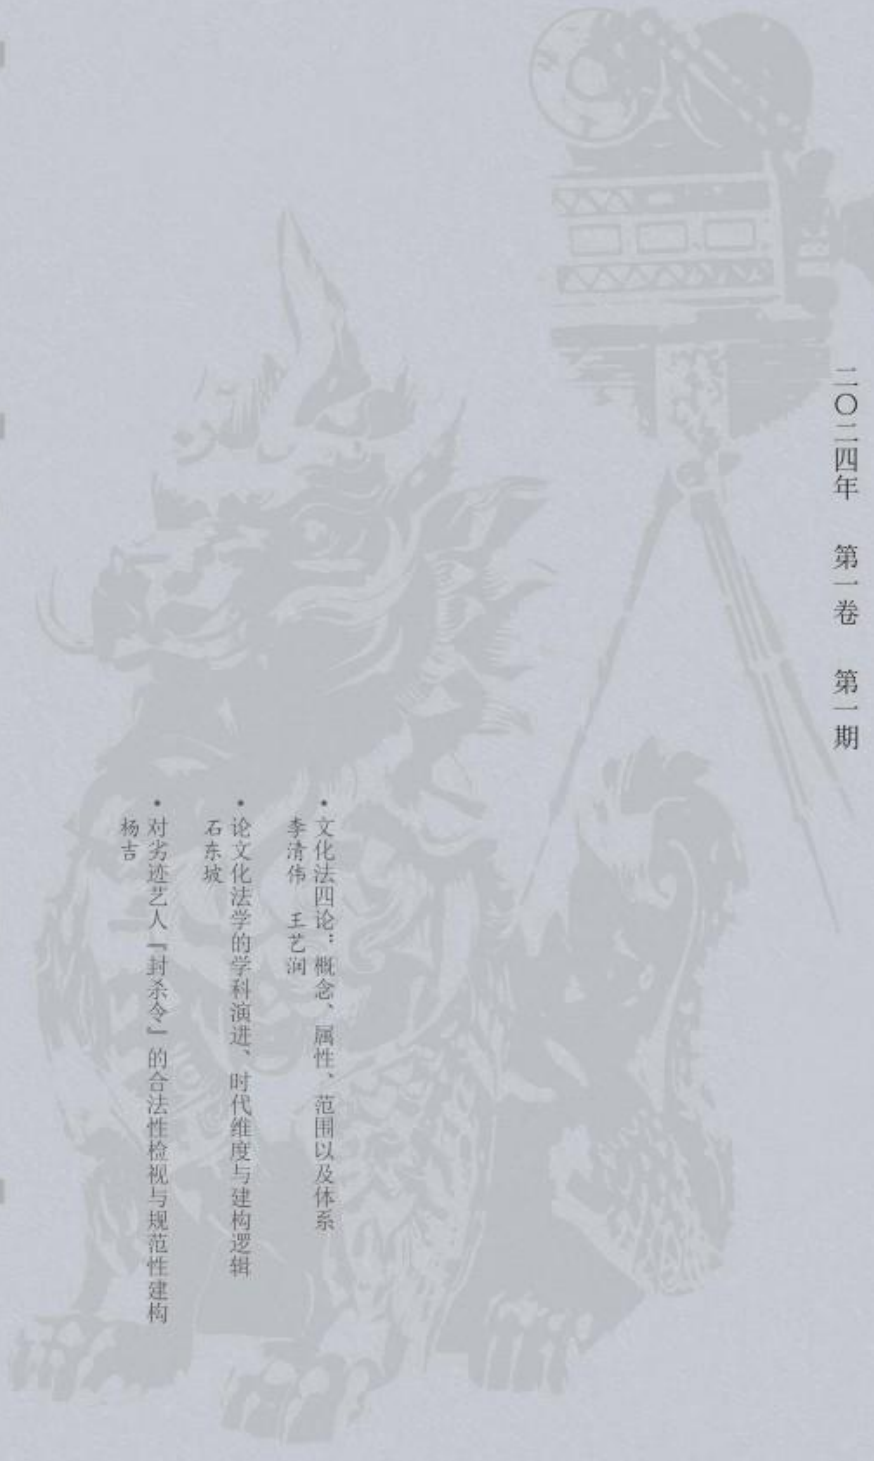 二〇二四年 第一卷 第一期
·文化法四论：概念、属性、范围以及体系
李清伟 王艺润
·论文化法学的学科演进、时代维度与建构逻辑
石东坡
·对劣迹艺人『封杀令』的合法性检视与规范性建构
杨吉